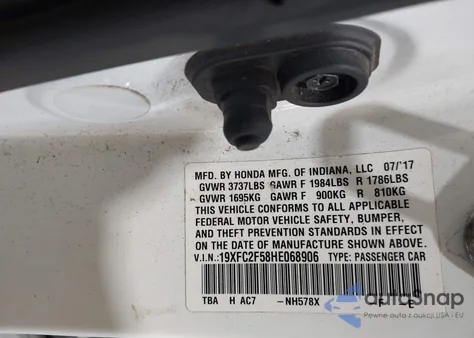 MFD. BY HONDA MFG. OF INDIANA, LLC 07/'17
GVWR 3737LBS GAWR F 1984LBS R 1786LBS
GVWR 1695KG GAWR F 900KG R 810KG
THIS VEHICLE CONFORMS TO ALL APPLICABLE
FEDERAL MOTOR VEHICLE SAFETY, BUMPER,
AND THEFT PREVENTION STANDARDS IN EFFECT
ON THE DATE OF MANUFACTURE SHOWN ABOVE.
V.I.N.: 19XFC2F58HE068906 TYPE: PASSENGER CAR
TBA H AC7 -NH578X F E
autoSnap
Pewne auto z aukcji USA i EU